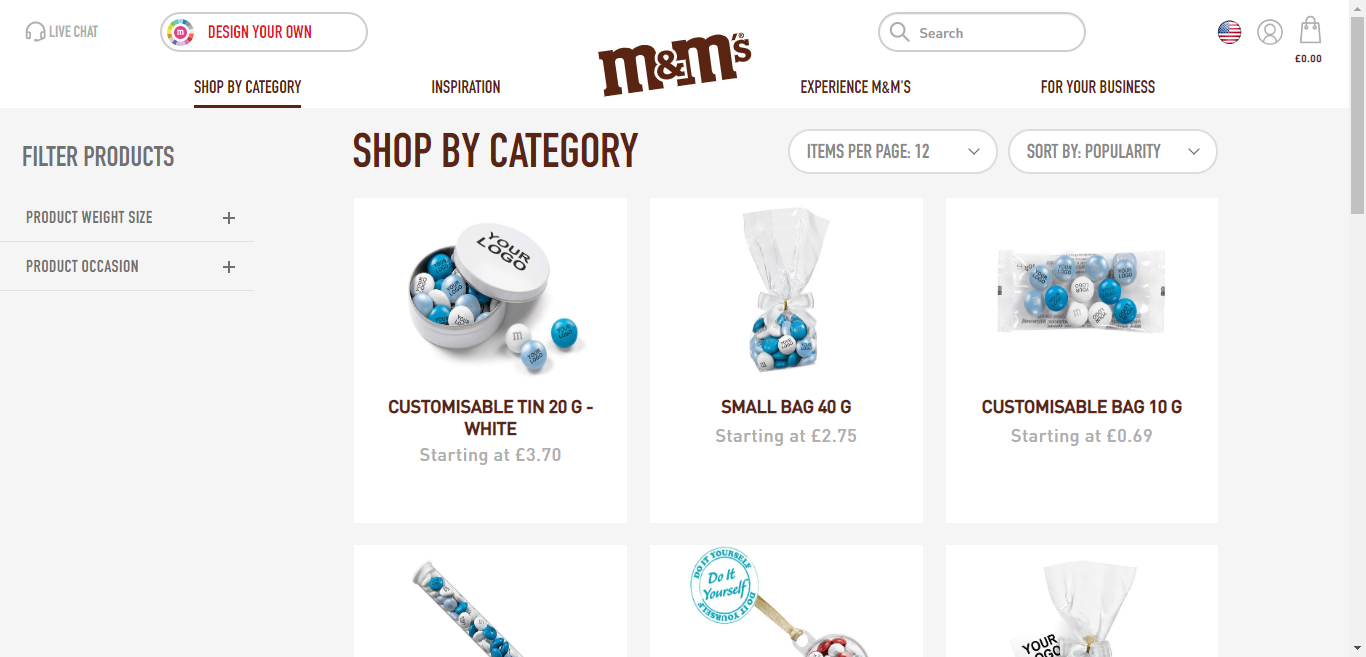 LIVE CHAT
DESIGN YOUR OWN
m&m's
Search
£0.00
SHOP BY CATEGORY
INSPIRATION
EXPERIENCE M&M'S
FOR YOUR BUSINESS
FILTER PRODUCTS
PRODUCT WEIGHT SIZE
PRODUCT OCCASION
SHOP BY CATEGORY
ITEMS PER PAGE: 12
SORT BY: POPULARITY
YOUR
LOGO
CUSTOMISABLE TIN 20 G -
WHITE
Starting at £3.70
SMALL BAG 40 G
Starting at £2.75
CUSTOMISABLE BAG 10 G
Starting at £0.69
DO IT YOURSELF
Do It
Yourself
DO IT YOURSELF
YOUR
LOGO